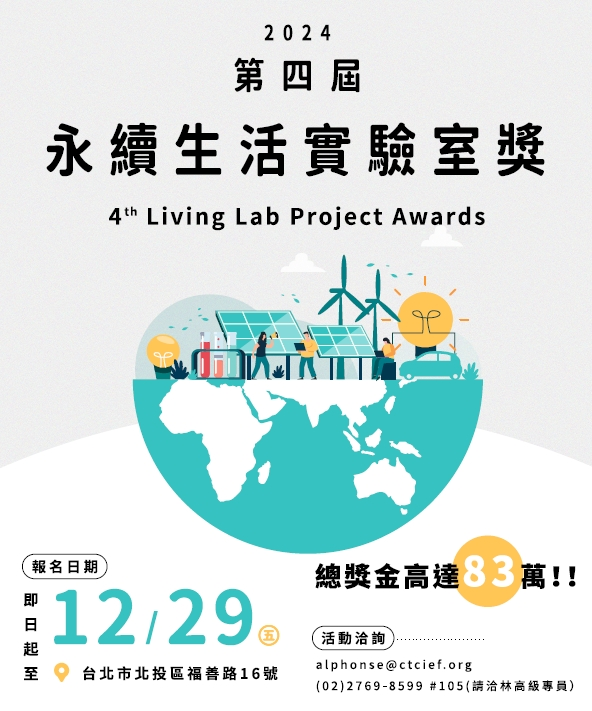 2024
第四屆
永續生活實驗室獎
4th Living Lab Project Awards
報名日期
即日起至
12/29 五
台北市北投區福善路16號
總獎金高達83萬!!
活動洽詢
alphonse@ctcief.org
(02)2769-8599 #105(請洽林高級專員)